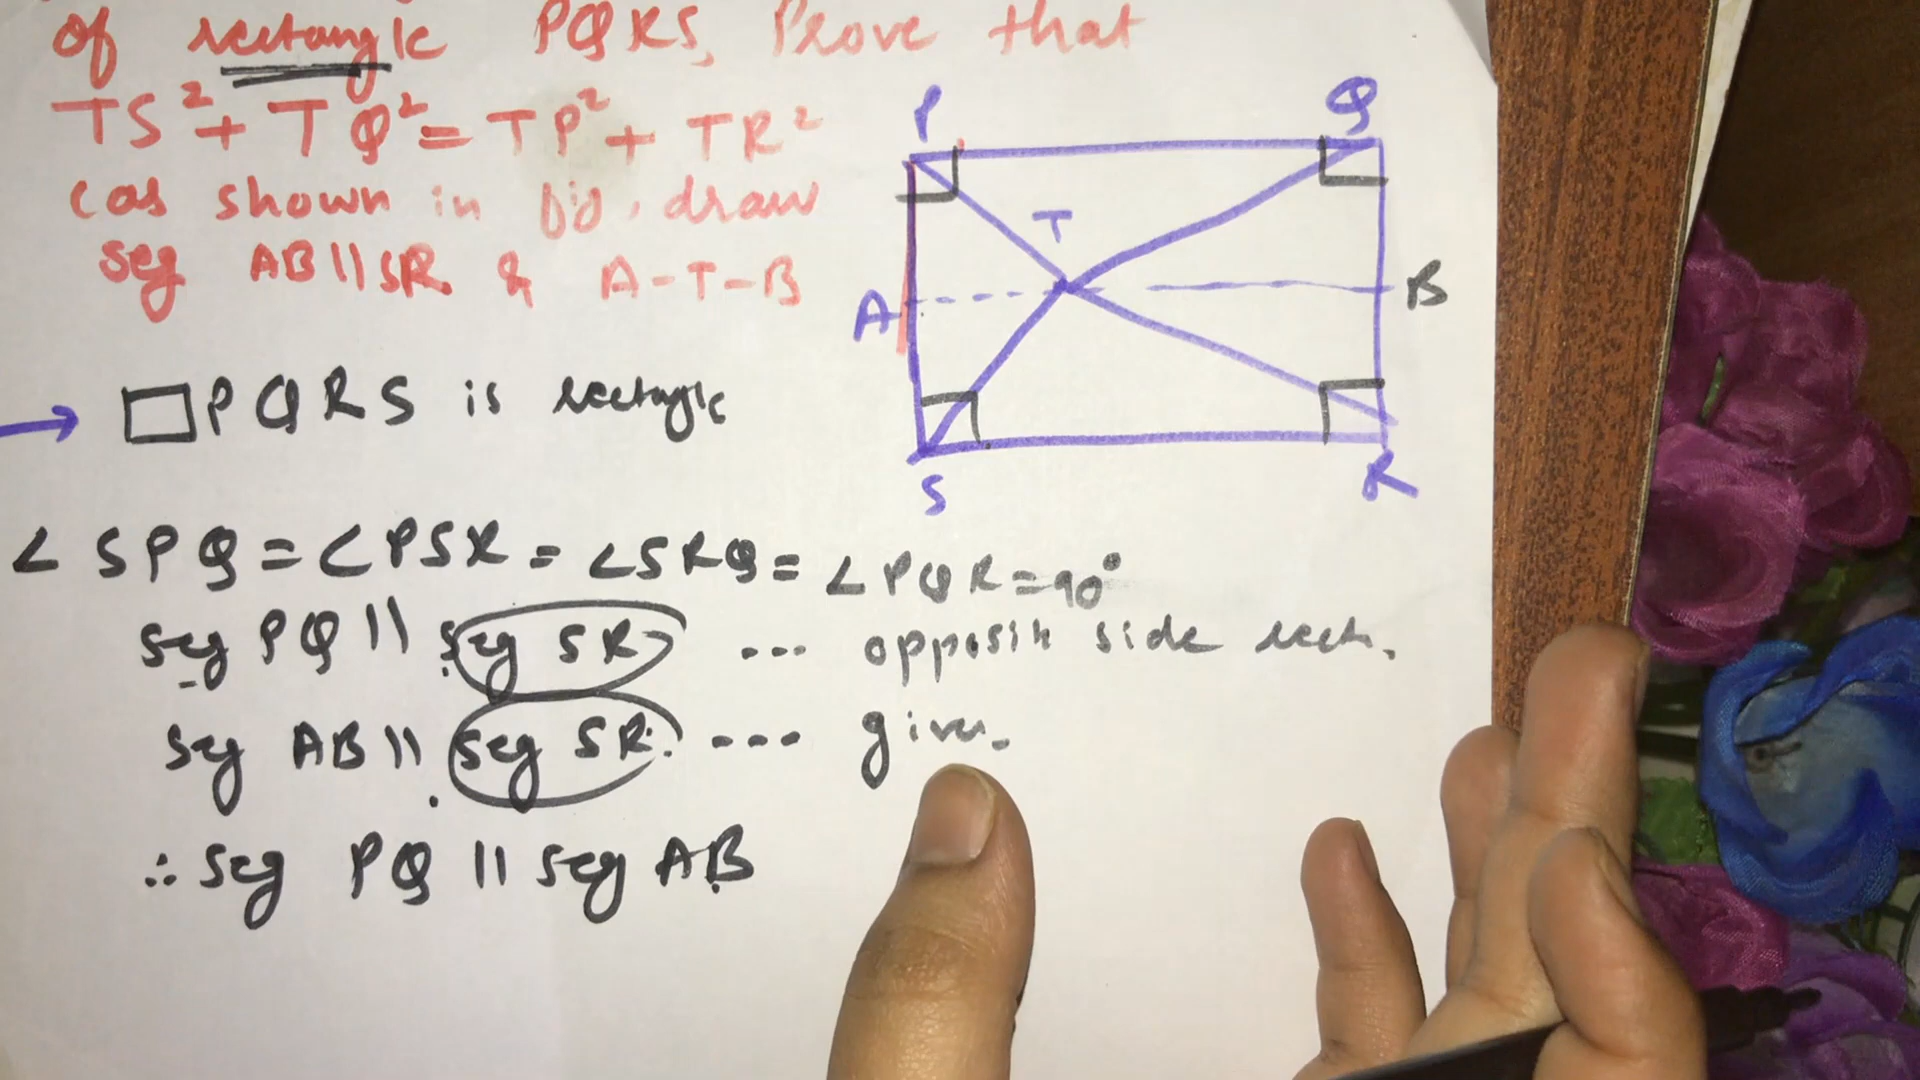 of rectangle PQRS, Prove that
TS² + TQ² = TP² + TR²
(as shown in fig, draw
seg AB || SR & A-T-B
P
Q
T
A
B
S
R
→ □PQRS is rectagle
∠SPQ = ∠PSR = ∠SRQ = ∠PQR = 90°
seg PQ || seg SR ... opposite side rect.
seg AB || seg SR ... given.
∴ seg PQ || seg AB